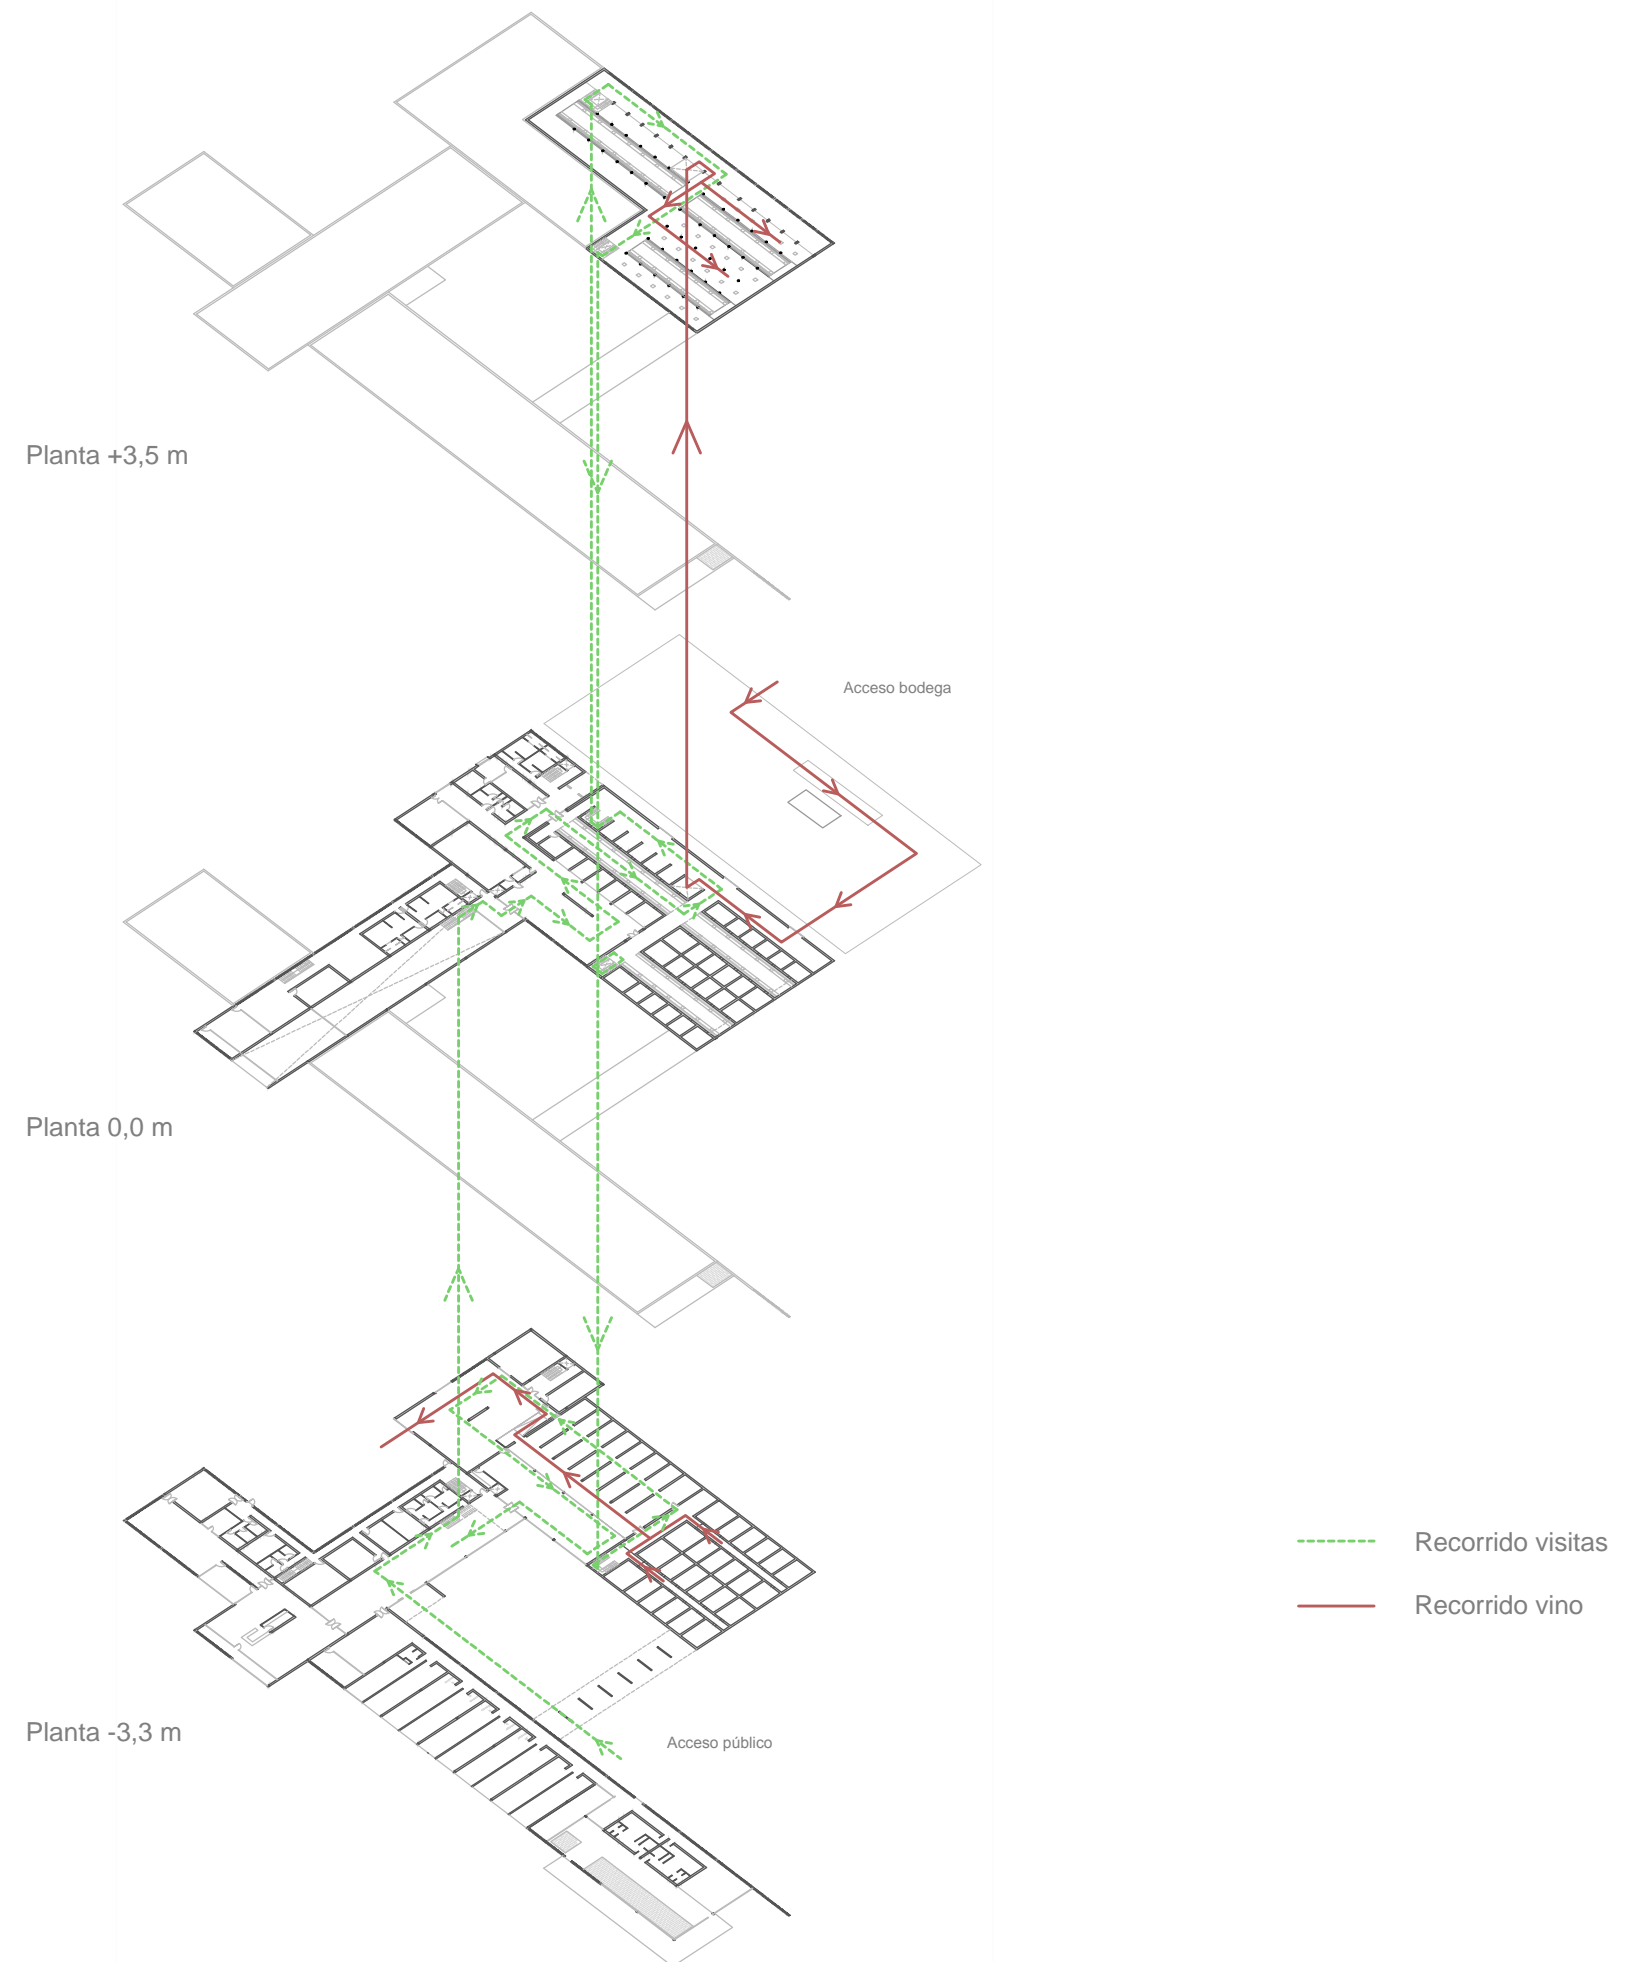 Planta +3,5 m
Acceso bodega
Planta 0,0 m
Recorrido visitas
Recorrido vino
Planta -3,3 m
Acceso público